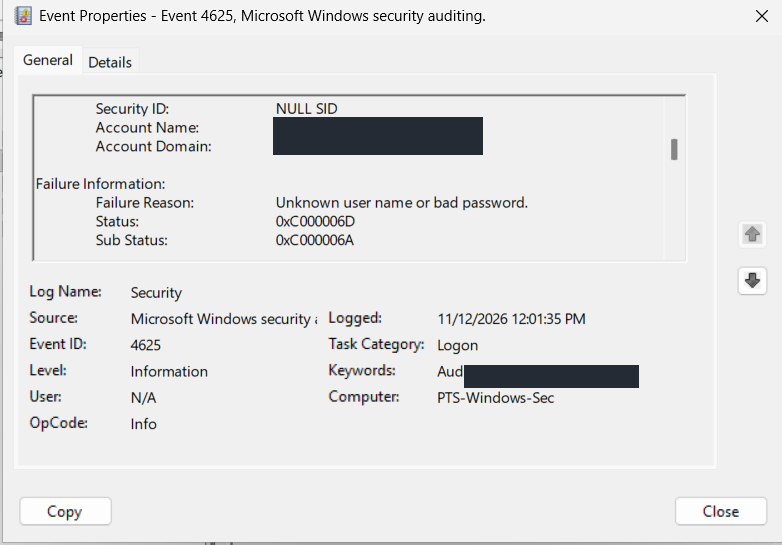 Event Properties - Event 4625, Microsoft Windows security auditing.
General Details
Security ID: NULL SID
Account Name:
Account Domain:
Failure Information:
Failure Reason: Unknown user name or bad password.
Status: 0xC000006D
Sub Status: 0xC000006A
Log Name: Security
Source: Microsoft Windows security Logged: 11/12/2026 12:01:35 PM
Event ID: 4625 Task Category: Logon
Level: Information Keywords: Aud
User: N/A Computer: PTS-Windows-Sec
OpCode: Info
Copy Close